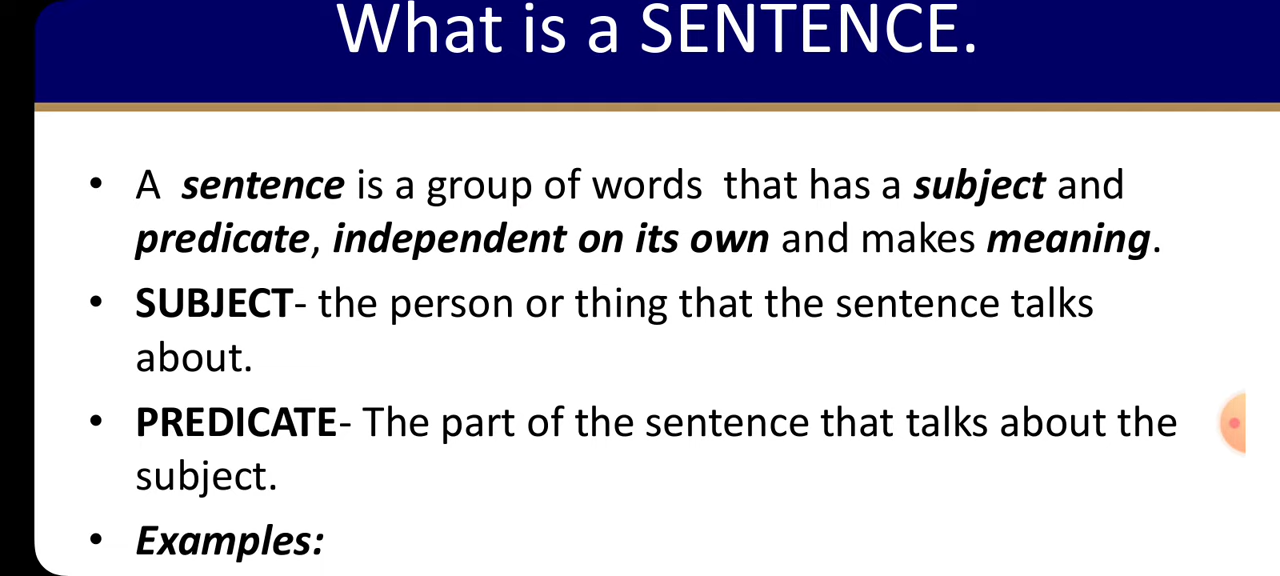 What is a SENTENCE.
• A sentence is a group of words that has a subject and
predicate, independent on its own and makes meaning.
• SUBJECT- the person or thing that the sentence talks
about.
• PREDICATE- The part of the sentence that talks about the
subject.
• Examples: